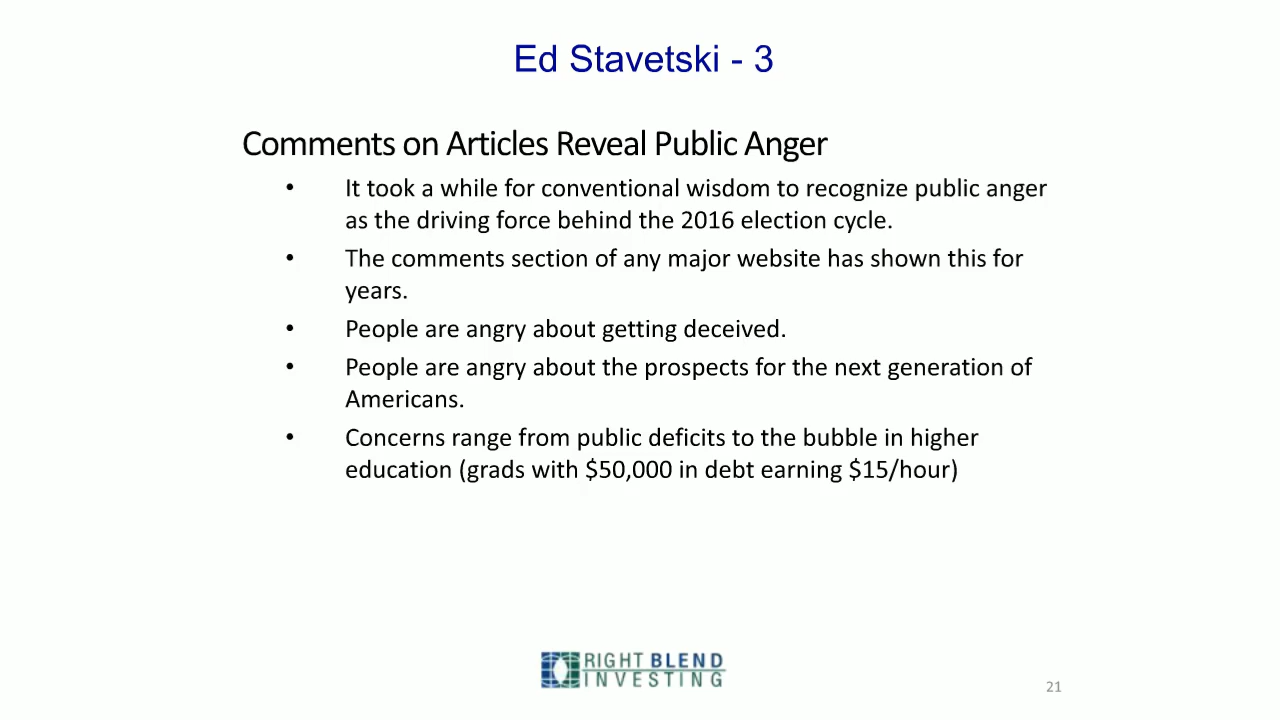 Ed Stavetski - 3
Comments on Articles Reveal Public Anger
• It took a while for conventional wisdom to recognize public anger
as the driving force behind the 2016 election cycle.
• The comments section of any major website has shown this for
years.
• People are angry about getting deceived.
• People are angry about the prospects for the next generation of
Americans.
• Concerns range from public deficits to the bubble in higher
education (grads with $50,000 in debt earning $15/hour)
RIGHT BLEND
INVESTING
21